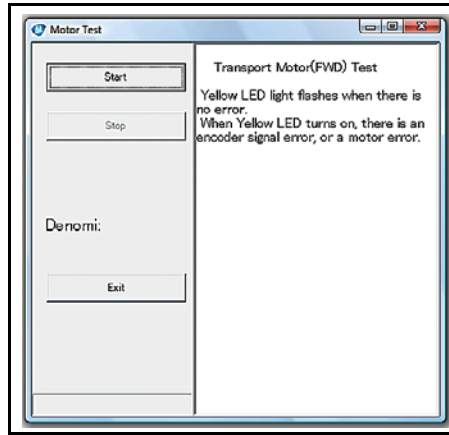 Motor Test
Start
Stop
Denomi:
Exit
Transport Motor(FWD) Test
Yellow LED light flashes when there is
no error.
When Yellow LED turns on, there is an
encoder signal error, or a motor error.